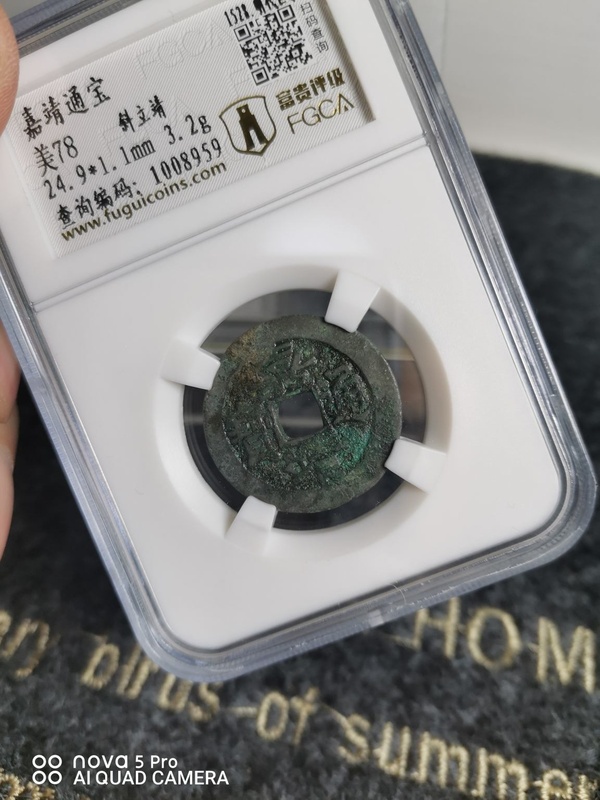 1528
扫码查询
嘉靖通宝
美78 斜立靖
24.9*1.1mm 3.2g
查询编码: 1008959
www.fuguicoins.com
富贵评级
FGCA
FGCA
HOM
birds of summe
nova 5 Pro
AI QUAD CAMERA